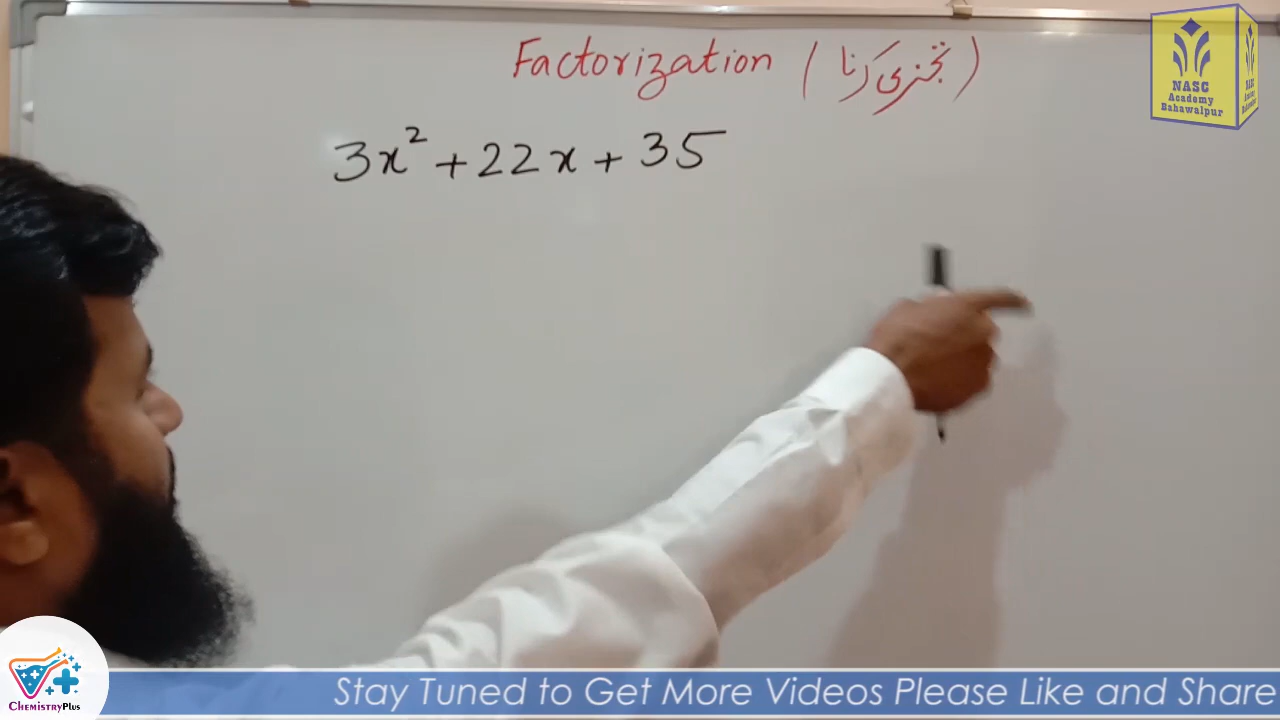 Factorization (تجزی کرنا)
3x² + 22x + 35
NASC
Academy
Bahawalpur
ChemistryPlus
Stay Tuned to Get More Videos Please Like and Share